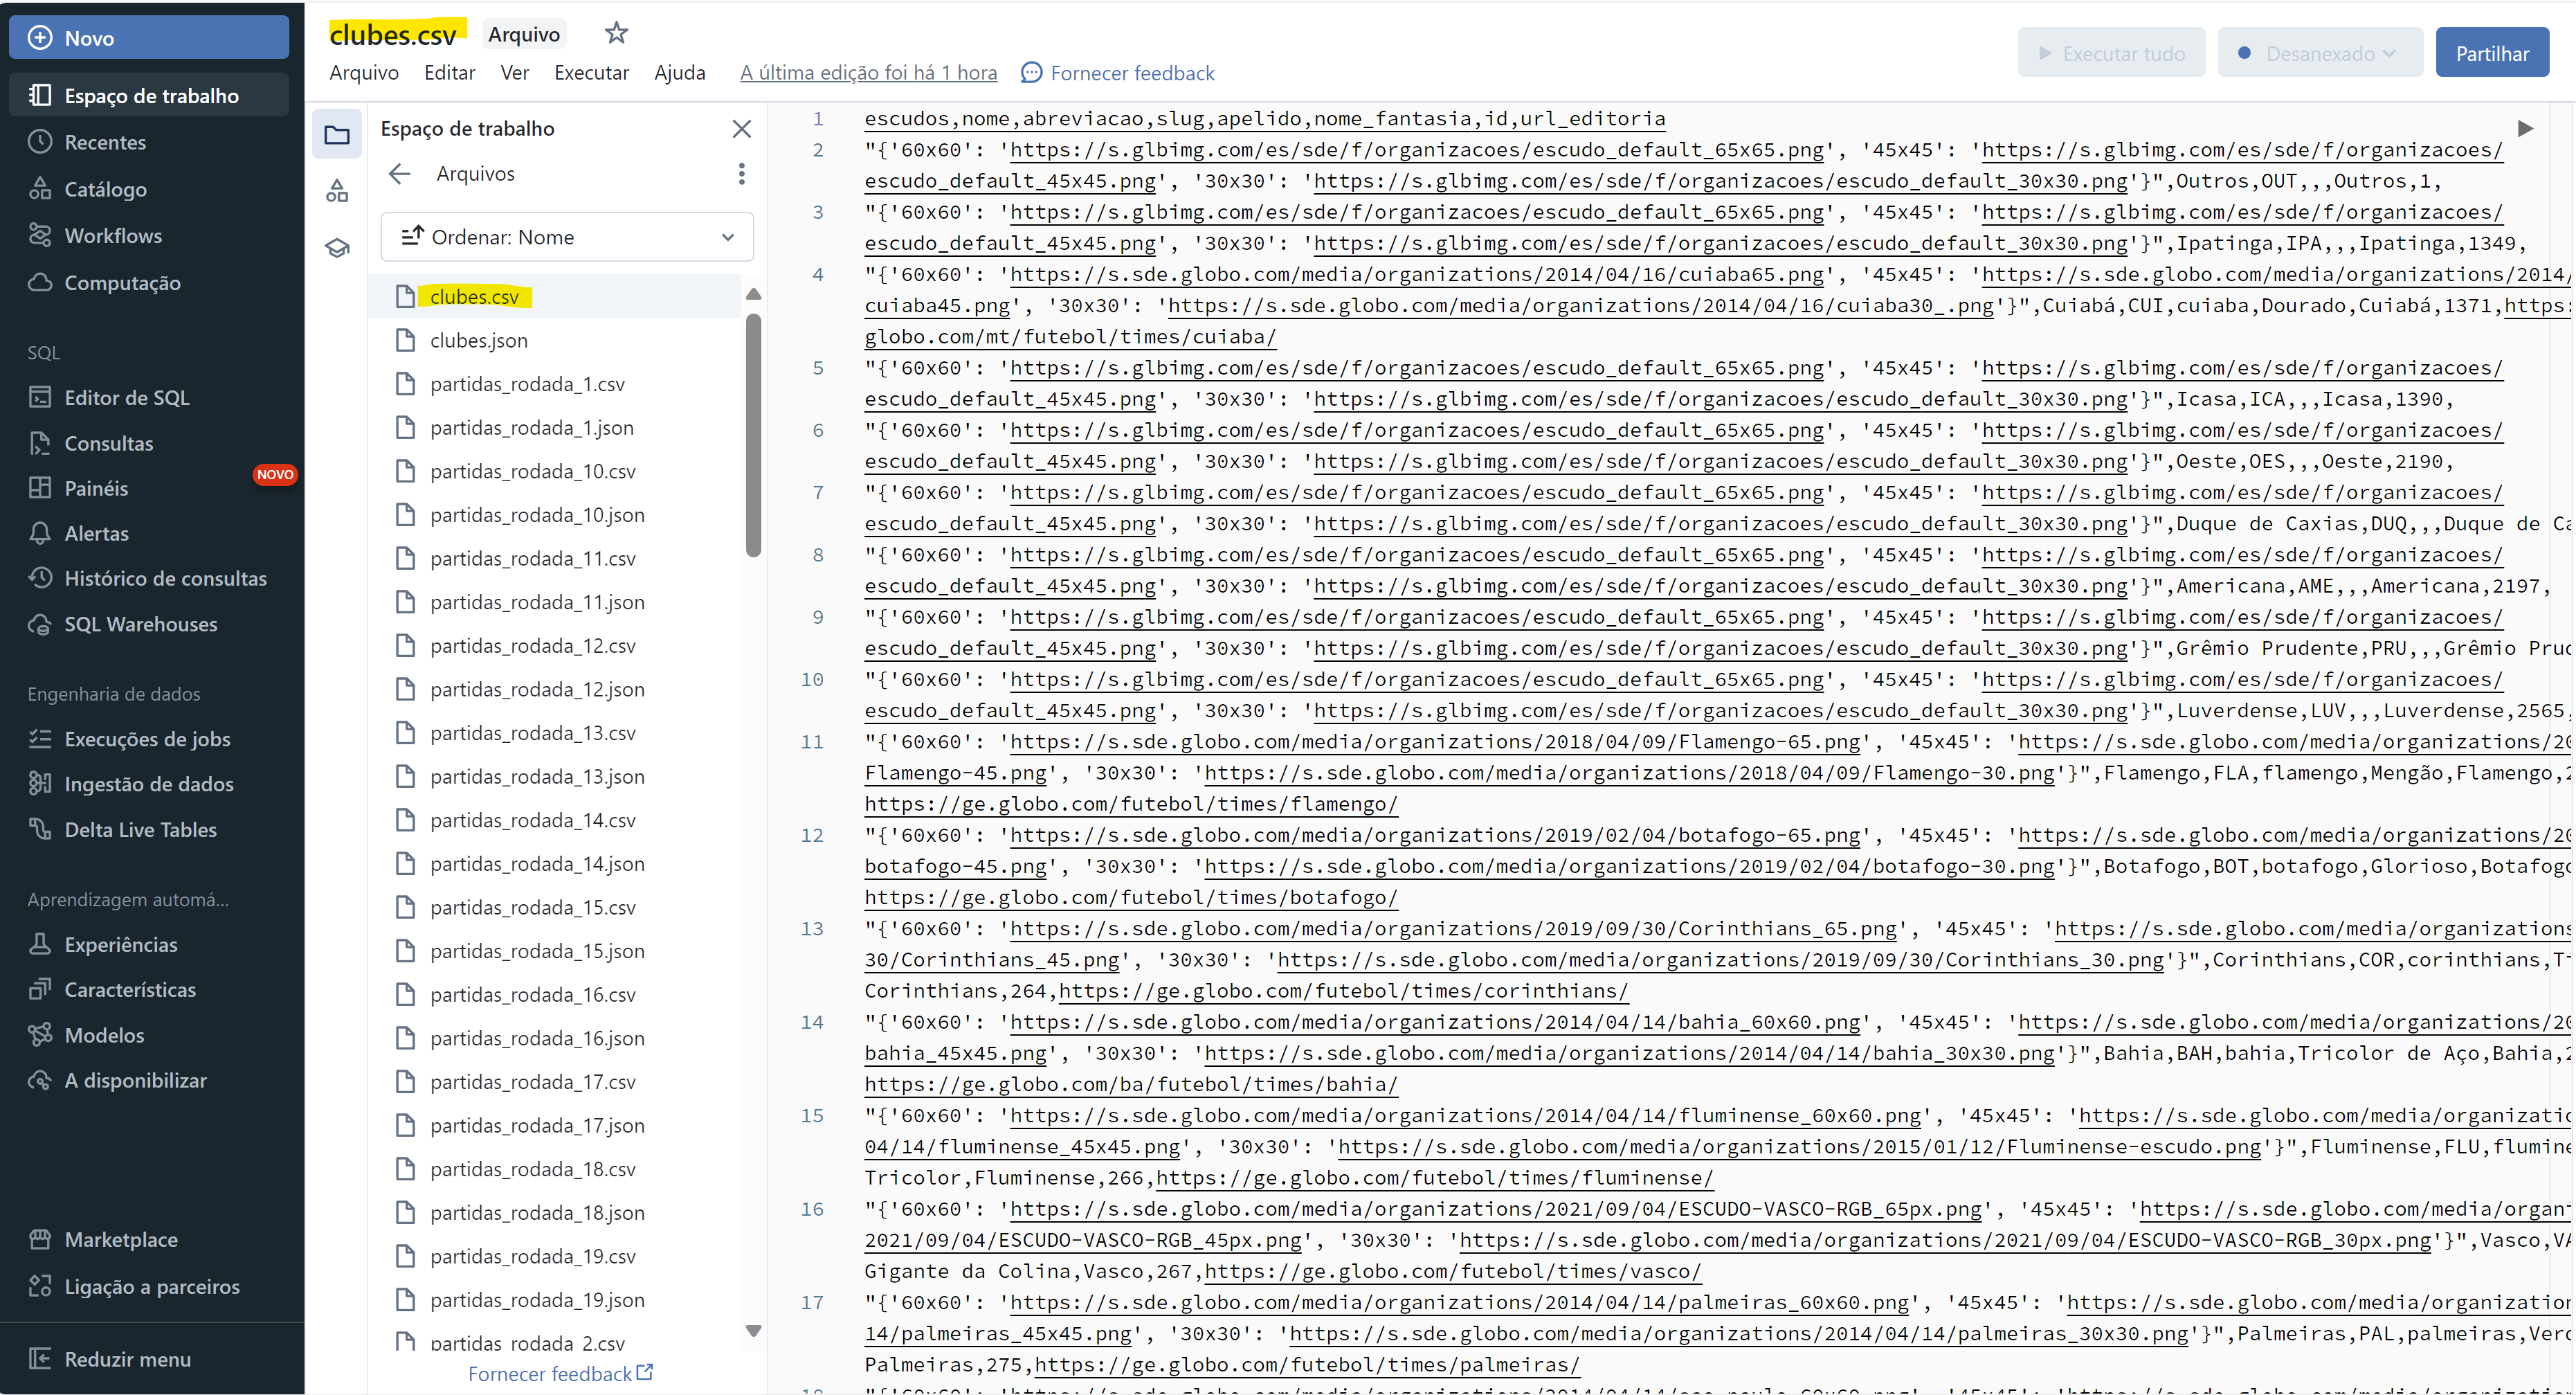 Novo
Espaço de trabalho
Recentes
Catálogo
Workflows
Computação
SQL
Editor de SQL
Consultas
NOVO
Painéis
Alertas
Histórico de consultas
SQL Warehouses
Engenharia de dados
Execuções de jobs
Ingestão de dados
Delta Live Tables
Aprendizagem automá...
Experiências
Características
Modelos
A disponibilizar
Marketplace
Ligação a parceiros
Reduzir menu
clubes.csv Arquivo
Arquivo Editar Ver Executar Ajuda A última edição foi há 1 hora Fornecer feedback
Executar tudo Desanexado Partilhar
Espaço de trabalho
Arquivos
Ordenar: Nome
clubes.csv
clubes.json
partidas_rodada_1.csv
partidas_rodada_1.json
partidas_rodada_10.csv
partidas_rodada_10.json
partidas_rodada_11.csv
partidas_rodada_11.json
partidas_rodada_12.csv
partidas_rodada_12.json
partidas_rodada_13.csv
partidas_rodada_13.json
partidas_rodada_14.csv
partidas_rodada_14.json
partidas_rodada_15.csv
partidas_rodada_15.json
partidas_rodada_16.csv
partidas_rodada_16.json
partidas_rodada_17.csv
partidas_rodada_17.json
partidas_rodada_18.csv
partidas_rodada_18.json
partidas_rodada_19.csv
partidas_rodada_19.json
partidas_rodada_2.csv
Fornecer feedback
1 escudos,nome,abreviacao,slug,apelido,nome_fantasia,id,url_editoria
2 "{'60x60': 'https://s.glbimg.com/es/sde/f/organizacoes/escudo_default_65x65.png', '45x45': 'https://s.glbimg.com/es/sde/f/organizacoes/
escudo_default_45x45.png', '30x30': 'https://s.glbimg.com/es/sde/f/organizacoes/escudo_default_30x30.png'}",Outros,OUT,,,Outros,1,
3 "{'60x60': 'https://s.glbimg.com/es/sde/f/organizacoes/escudo_default_65x65.png', '45x45': 'https://s.glbimg.com/es/sde/f/organizacoes/
escudo_default_45x45.png', '30x30': 'https://s.glbimg.com/es/sde/f/organizacoes/escudo_default_30x30.png'}",Ipatinga,IPA,,,Ipatinga,1349,
4 "{'60x60': 'https://s.sde.globo.com/media/organizations/2014/04/16/cuiaba65.png', '45x45': 'https://s.sde.globo.com/media/organizations/2014/
cuiaba45.png', '30x30': 'https://s.sde.globo.com/media/organizations/2014/04/16/cuiaba30_.png'}",Cuiabá,CUI,cuiaba,Dourado,Cuiabá,1371,https:
globo.com/mt/futebol/times/cuiaba/
5 "{'60x60': 'https://s.glbimg.com/es/sde/f/organizacoes/escudo_default_65x65.png', '45x45': 'https://s.glbimg.com/es/sde/f/organizacoes/
escudo_default_45x45.png', '30x30': 'https://s.glbimg.com/es/sde/f/organizacoes/escudo_default_30x30.png'}",Icasa,ICA,,,Icasa,1390,
6 "{'60x60': 'https://s.glbimg.com/es/sde/f/organizacoes/escudo_default_65x65.png', '45x45': 'https://s.glbimg.com/es/sde/f/organizacoes/
escudo_default_45x45.png', '30x30': 'https://s.glbimg.com/es/sde/f/organizacoes/escudo_default_30x30.png'}",Oeste,OES,,,Oeste,2190,
7 "{'60x60': 'https://s.glbimg.com/es/sde/f/organizacoes/escudo_default_65x65.png', '45x45': 'https://s.glbimg.com/es/sde/f/organizacoes/
escudo_default_45x45.png', '30x30': 'https://s.glbimg.com/es/sde/f/organizacoes/escudo_default_30x30.png'}",Duque de Caxias,DUQ,,,Duque de Ca
8 "{'60x60': 'https://s.glbimg.com/es/sde/f/organizacoes/escudo_default_65x65.png', '45x45': 'https://s.glbimg.com/es/sde/f/organizacoes/
escudo_default_45x45.png', '30x30': 'https://s.glbimg.com/es/sde/f/organizacoes/escudo_default_30x30.png'}",Americana,AME,,,Americana,2197,
9 "{'60x60': 'https://s.glbimg.com/es/sde/f/organizacoes/escudo_default_65x65.png', '45x45': 'https://s.glbimg.com/es/sde/f/organizacoes/
escudo_default_45x45.png', '30x30': 'https://s.glbimg.com/es/sde/f/organizacoes/escudo_default_30x30.png'}",Grêmio Prudente,PRU,,,Grêmio Pruc
10 "{'60x60': 'https://s.glbimg.com/es/sde/f/organizacoes/escudo_default_65x65.png', '45x45': 'https://s.glbimg.com/es/sde/f/organizacoes/
escudo_default_45x45.png', '30x30': 'https://s.glbimg.com/es/sde/f/organizacoes/escudo_default_30x30.png'}",Luverdense,LUV,,,Luverdense,2565,
11 "{'60x60': 'https://s.sde.globo.com/media/organizations/2018/04/09/Flamengo-65.png', '45x45': 'https://s.sde.globo.com/media/organizations/20
Flamengo-45.png', '30x30': 'https://s.sde.globo.com/media/organizations/2018/04/09/Flamengo-30.png'}",Flamengo,FLA,flamengo,Mengão,Flamengo,2
https://ge.globo.com/futebol/times/flamengo/
12 "{'60x60': 'https://s.sde.globo.com/media/organizations/2019/02/04/botafogo-65.png', '45x45': 'https://s.sde.globo.com/media/organizations/20
botafogo-45.png', '30x30': 'https://s.sde.globo.com/media/organizations/2019/02/04/botafogo-30.png'}",Botafogo,BOT,botafogo,Glorioso,Botafogo
https://ge.globo.com/futebol/times/botafogo/
13 "{'60x60': 'https://s.sde.globo.com/media/organizations/2019/09/30/Corinthians_65.png', '45x45': 'https://s.sde.globo.com/media/organizations
30/Corinthians_45.png', '30x30': 'https://s.sde.globo.com/media/organizations/2019/09/30/Corinthians_30.png'}",Corinthians,COR,corinthians,Ti
Corinthians,264,https://ge.globo.com/futebol/times/corinthians/
14 "{'60x60': 'https://s.sde.globo.com/media/organizations/2014/04/14/bahia_60x60.png', '45x45': 'https://s.sde.globo.com/media/organizations/20
bahia_45x45.png', '30x30': 'https://s.sde.globo.com/media/organizations/2014/04/14/bahia_30x30.png'}",Bahia,BAH,bahia,Tricolor de Aço,Bahia,2
https://ge.globo.com/ba/futebol/times/bahia/
15 "{'60x60': 'https://s.sde.globo.com/media/organizations/2014/04/14/fluminense_60x60.png', '45x45': 'https://s.sde.globo.com/media/organizatio
04/14/fluminense_45x45.png', '30x30': 'https://s.sde.globo.com/media/organizations/2015/01/12/Fluminense-escudo.png'}",Fluminense,FLU,flumine
Tricolor,Fluminense,266,https://ge.globo.com/futebol/times/fluminense/
16 "{'60x60': 'https://s.sde.globo.com/media/organizations/2021/09/04/ESCUDO-VASCO-RGB_65px.png', '45x45': 'https://s.sde.globo.com/media/organi
2021/09/04/ESCUDO-VASCO-RGB_45px.png', '30x30': 'https://s.sde.globo.com/media/organizations/2021/09/04/ESCUDO-VASCO-RGB_30px.png'}",Vasco,VA
Gigante da Colina,Vasco,267,https://ge.globo.com/futebol/times/vasco/
17 "{'60x60': 'https://s.sde.globo.com/media/organizations/2014/04/14/palmeiras_60x60.png', '45x45': 'https://s.sde.globo.com/media/organization
14/palmeiras_45x45.png', '30x30': 'https://s.sde.globo.com/media/organizations/2014/04/14/palmeiras_30x30.png'}",Palmeiras,PAL,palmeiras,Verd
Palmeiras,275,https://ge.globo.com/futebol/times/palmeiras/